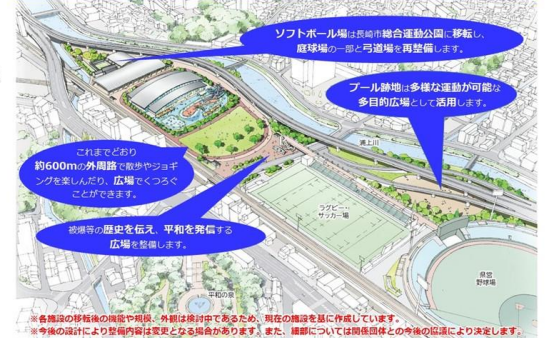 ソフトボール場は長崎市総合運動公園に移転し、
庭球場の一部と弓道場を再整備します。
プール跡地は多様な運動が可能な
多目的広場として活用します。
これまでどおり
約600mの外周路で散歩やジョギ
ングを楽しんだり、広場でくつろぐ
ことができます。
浦上川
被爆等の歴史を伝え、平和を発信する
広場を整備します。
ラグビー・
サッカー場
県営
野球場
平和の泉
※各施設の移転後の機能や規模、外観は検討中であるため、現在の施設を基に作成しています。
※今後の設計により整備内容は変更となる場合があります。また、細部については関係団体との今後の協議により決定します。